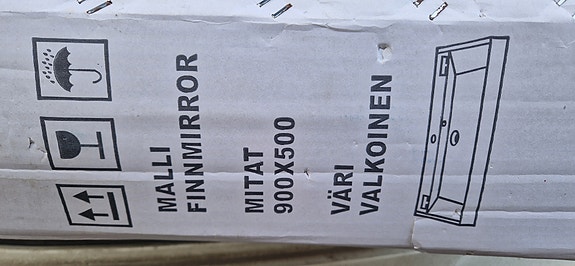 MALLI
FINNMIRROR
MITAT
900X500
VÄRI
VALKOINEN